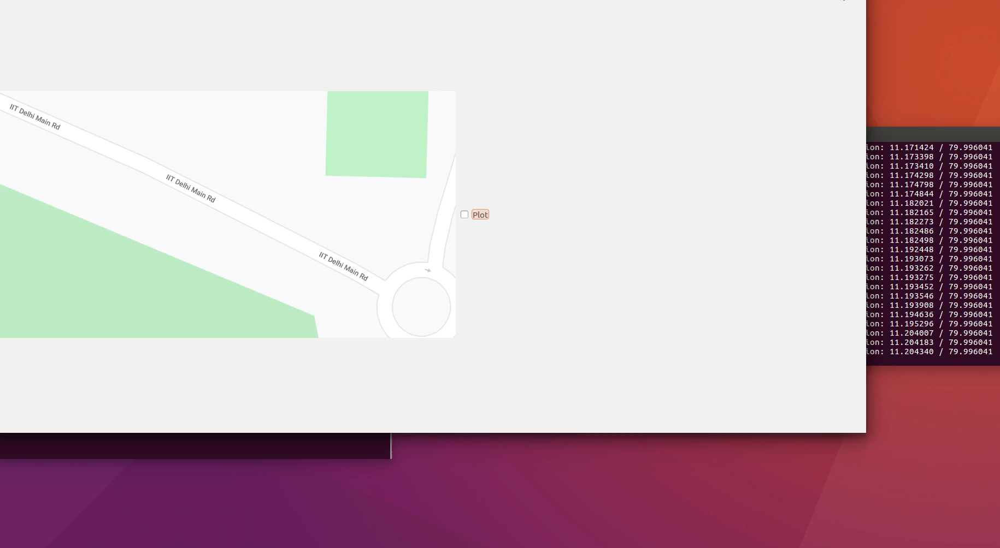 IIT Delhi Main Rd
IIT Delhi Main Rd
IIT Delhi Main Rd
Plot
ion: 11.171424 / 79.996041
ion: 11.173398 / 79.996041
ion: 11.173410 / 79.996041
ion: 11.174298 / 79.996041
ion: 11.174798 / 79.996041
ion: 11.174844 / 79.996041
ion: 11.182021 / 79.996041
ion: 11.182165 / 79.996041
ion: 11.182273 / 79.996041
ion: 11.182486 / 79.996041
ion: 11.182498 / 79.996041
ion: 11.192448 / 79.996041
ion: 11.193073 / 79.996041
ion: 11.193262 / 79.996041
ion: 11.193275 / 79.996041
ion: 11.193452 / 79.996041
ion: 11.193546 / 79.996041
ion: 11.193908 / 79.996041
ion: 11.194636 / 79.996041
ion: 11.195296 / 79.996041
ion: 11.204007 / 79.996041
ion: 11.204183 / 79.996041
ion: 11.204340 / 79.996041